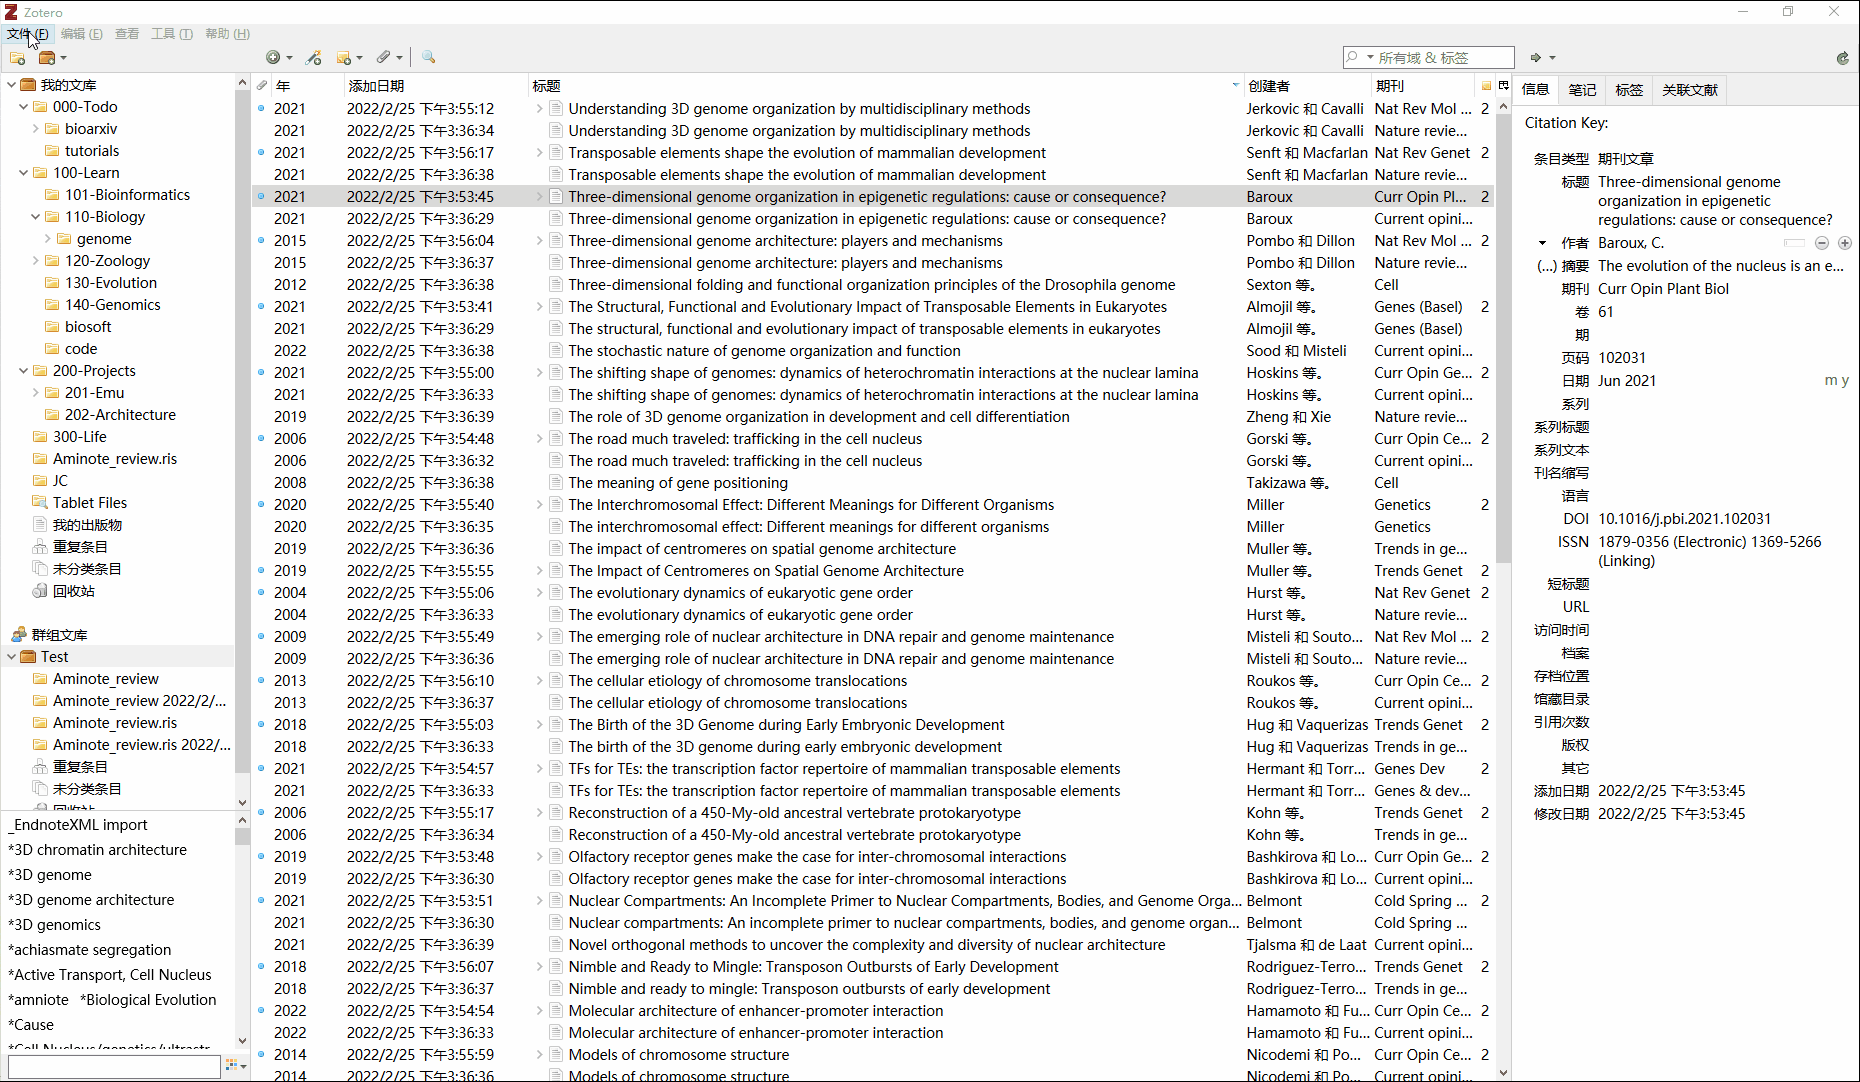 Zotero
文件 (F) 编辑 (E) 查看 工具 (T) 帮助 (H)
所有域 & 标签
我的文库
000-Todo
bioarxiv
tutorials
100-Learn
101-Bioinformatics
110-Biology
genome
120-Zoology
130-Evolution
140-Genomics
biosoft
code
200-Projects
201-Emu
202-Architecture
300-Life
Aminote_review.ris
JC
Tablet Files
我的出版物
重复条目
未分类条目
回收站
群组文库
Test
Aminote_review
Aminote_review 2022/2/...
Aminote_review.ris
Aminote_review.ris 2022/...
重复条目
未分类条目
回收站
_EndnoteXML import
*3D chromatin architecture
*3D genome
*3D genome architecture
*3D genomics
*achiasmate segregation
*Active Transport, Cell Nucleus
*amniote *Biological Evolution
*Cause
*Cell Nucleus/genetics/ultrastr
年 添加日期 标题 创建者 期刊
2021 2022/2/25 下午3:55:12 Understanding 3D genome organization by multidisciplinary methods Jerkovic 和 Cavalli Nat Rev Mol ... 2
2021 2022/2/25 下午3:36:34 Understanding 3D genome organization by multidisciplinary methods Jerkovic 和 Cavalli Nature revie...
2021 2022/2/25 下午3:56:17 Transposable elements shape the evolution of mammalian development Senft 和 Macfarlan Nat Rev Genet 2
2021 2022/2/25 下午3:36:38 Transposable elements shape the evolution of mammalian development Senft 和 Macfarlan Nature revie...
2021 2022/2/25 下午3:53:45 Three-dimensional genome organization in epigenetic regulations: cause or consequence? Baroux Curr Opin Pl... 2
2021 2022/2/25 下午3:36:29 Three-dimensional genome organization in epigenetic regulations: cause or consequence? Baroux Current opini...
2015 2022/2/25 下午3:56:04 Three-dimensional genome architecture: players and mechanisms Pombo 和 Dillon Nat Rev Mol ... 2
2015 2022/2/25 下午3:36:37 Three-dimensional genome architecture: players and mechanisms Pombo 和 Dillon Nature revie...
2012 2022/2/25 下午3:36:38 Three-dimensional folding and functional organization principles of the Drosophila genome Sexton 等。 Cell
2021 2022/2/25 下午3:53:41 The Structural, Functional and Evolutionary Impact of Transposable Elements in Eukaryotes Almojil 等。 Genes (Basel) 2
2021 2022/2/25 下午3:36:29 The structural, functional and evolutionary impact of transposable elements in eukaryotes Almojil 等。 Genes (Basel)
2022 2022/2/25 下午3:36:38 The stochastic nature of genome organization and function Sood 和 Misteli Current opini...
2021 2022/2/25 下午3:55:00 The shifting shape of genomes: dynamics of heterochromatin interactions at the nuclear lamina Hoskins 等。 Curr Opin Ge... 2
2021 2022/2/25 下午3:36:33 The shifting shape of genomes: dynamics of heterochromatin interactions at the nuclear lamina Hoskins 等。 Current opini...
2019 2022/2/25 下午3:36:39 The role of 3D genome organization in development and cell differentiation Zheng 和 Xie Nature revie...
2006 2022/2/25 下午3:54:48 The road much traveled: trafficking in the cell nucleus Gorski 等。 Curr Opin Ce... 2
2006 2022/2/25 下午3:36:32 The road much traveled: trafficking in the cell nucleus Gorski 等。 Current opini...
2008 2022/2/25 下午3:36:38 The meaning of gene positioning Takizawa 等。 Cell
2020 2022/2/25 下午3:55:40 The Interchromosomal Effect: Different Meanings for Different Organisms Miller Genetics 2
2020 2022/2/25 下午3:36:35 The interchromosomal effect: Different meanings for different organisms Miller Genetics
2019 2022/2/25 下午3:36:36 The impact of centromeres on spatial genome architecture Muller 等。 Trends in ge...
2019 2022/2/25 下午3:55:55 The Impact of Centromeres on Spatial Genome Architecture Muller 等。 Trends Genet 2
2004 2022/2/25 下午3:55:06 The evolutionary dynamics of eukaryotic gene order Hurst 等。 Nat Rev Genet 2
2004 2022/2/25 下午3:36:33 The evolutionary dynamics of eukaryotic gene order Hurst 等。 Nature revie...
2009 2022/2/25 下午3:55:49 The emerging role of nuclear architecture in DNA repair and genome maintenance Misteli 和 Souto... Nat Rev Mol ... 2
2009 2022/2/25 下午3:36:36 The emerging role of nuclear architecture in DNA repair and genome maintenance Misteli 和 Souto... Nature revie...
2013 2022/2/25 下午3:56:10 The cellular etiology of chromosome translocations Roukos 等。 Curr Opin Ce... 2
2013 2022/2/25 下午3:36:37 The cellular etiology of chromosome translocations Roukos 等。 Current opini...
2018 2022/2/25 下午3:55:03 The Birth of the 3D Genome during Early Embryonic Development Hug 和 Vaquerizas Trends Genet 2
2018 2022/2/25 下午3:36:33 The birth of the 3D genome during early embryonic development Hug 和 Vaquerizas Trends in ge...
2021 2022/2/25 下午3:54:57 TFs for TEs: the transcription factor repertoire of mammalian transposable elements Hermant 和 Torr... Genes Dev 2
2021 2022/2/25 下午3:36:33 TFs for TEs: the transcription factor repertoire of mammalian transposable elements Hermant 和 Torr... Genes & dev...
2006 2022/2/25 下午3:55:17 Reconstruction of a 450-My-old ancestral vertebrate protokaryotype Kohn 等。 Trends Genet 2
2006 2022/2/25 下午3:36:34 Reconstruction of a 450-My-old ancestral vertebrate protokaryotype Kohn 等。 Trends in ge...
2019 2022/2/25 下午3:53:48 Olfactory receptor genes make the case for inter-chromosomal interactions Bashkirova 和 Lo... Curr Opin Ge... 2
2019 2022/2/25 下午3:36:30 Olfactory receptor genes make the case for inter-chromosomal interactions Bashkirova 和 Lo... Current opini...
2021 2022/2/25 下午3:53:51 Nuclear Compartments: An Incomplete Primer to Nuclear Compartments, Bodies, and Genome Orga... Belmont Cold Spring ... 2
2021 2022/2/25 下午3:36:30 Nuclear compartments: An incomplete primer to nuclear compartments, bodies, and genome organ... Belmont Cold Spring ...
2021 2022/2/25 下午3:36:39 Novel orthogonal methods to uncover the complexity and diversity of nuclear architecture Tjalsma 和 de Laat Current opini...
2018 2022/2/25 下午3:56:07 Nimble and Ready to Mingle: Transposon Outbursts of Early Development Rodriguez-Terro... Trends Genet 2
2018 2022/2/25 下午3:36:37 Nimble and ready to mingle: Transposon outbursts of early development Rodriguez-Terro... Trends in ge...
2022 2022/2/25 下午3:54:54 Molecular architecture of enhancer-promoter interaction Hamamoto 和 Fu... Curr Opin Ce... 2
2022 2022/2/25 下午3:36:33 Molecular architecture of enhancer-promoter interaction Hamamoto 和 Fu... Current opini...
2014 2022/2/25 下午3:55:59 Models of chromosome structure Nicodemi 和 Po... Curr Opin Ce... 2
2014 2022/2/25 下午3:36:36 Models of chromosome structure Nicodemi 和 Po... Current opini...
信息 笔记 标签 关联文献
Citation Key:
条目类型 期刊文章
标题 Three-dimensional genome
organization in epigenetic
regulations: cause or consequence?
作者 Baroux, C.
(...) 摘要 The evolution of the nucleus is an e...
期刊 Curr Opin Plant Biol
卷 61
期
页码 102031
日期 Jun 2021 m y
系列
系列标题
系列文本
刊名缩写
语言
DOI 10.1016/j.pbi.2021.102031
ISSN 1879-0356 (Electronic) 1369-5266
(Linking)
短标题
URL
访问时间
档案
存档位置
馆藏目录
引用次数
版权
其它
添加日期 2022/2/25 下午3:53:45
修改日期 2022/2/25 下午3:53:45